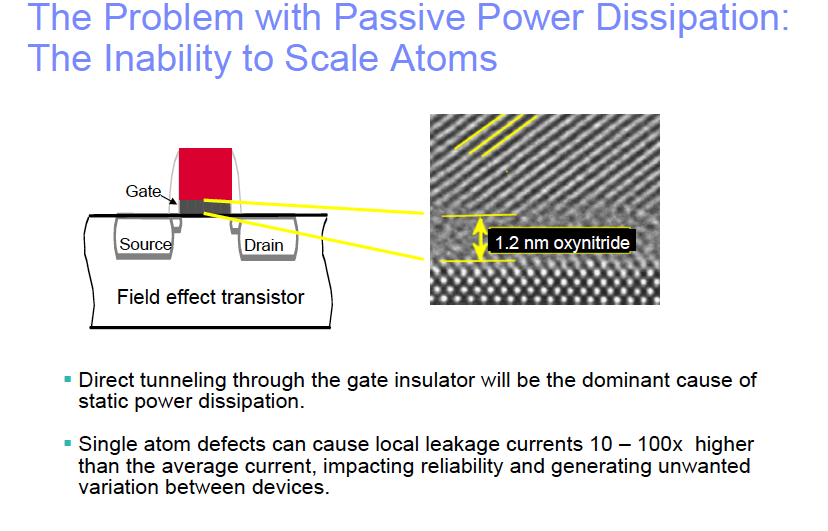 The Problem with Passive Power Dissipation:
The Inability to Scale Atoms
Gate
Source
Drain
Field effect transistor
1.2 nm oxynitride
▪ Direct tunneling through the gate insulator will be the dominant cause of
static power dissipation.
▪ Single atom defects can cause local leakage currents 10 – 100x higher
than the average current, impacting reliability and generating unwanted
variation between devices.